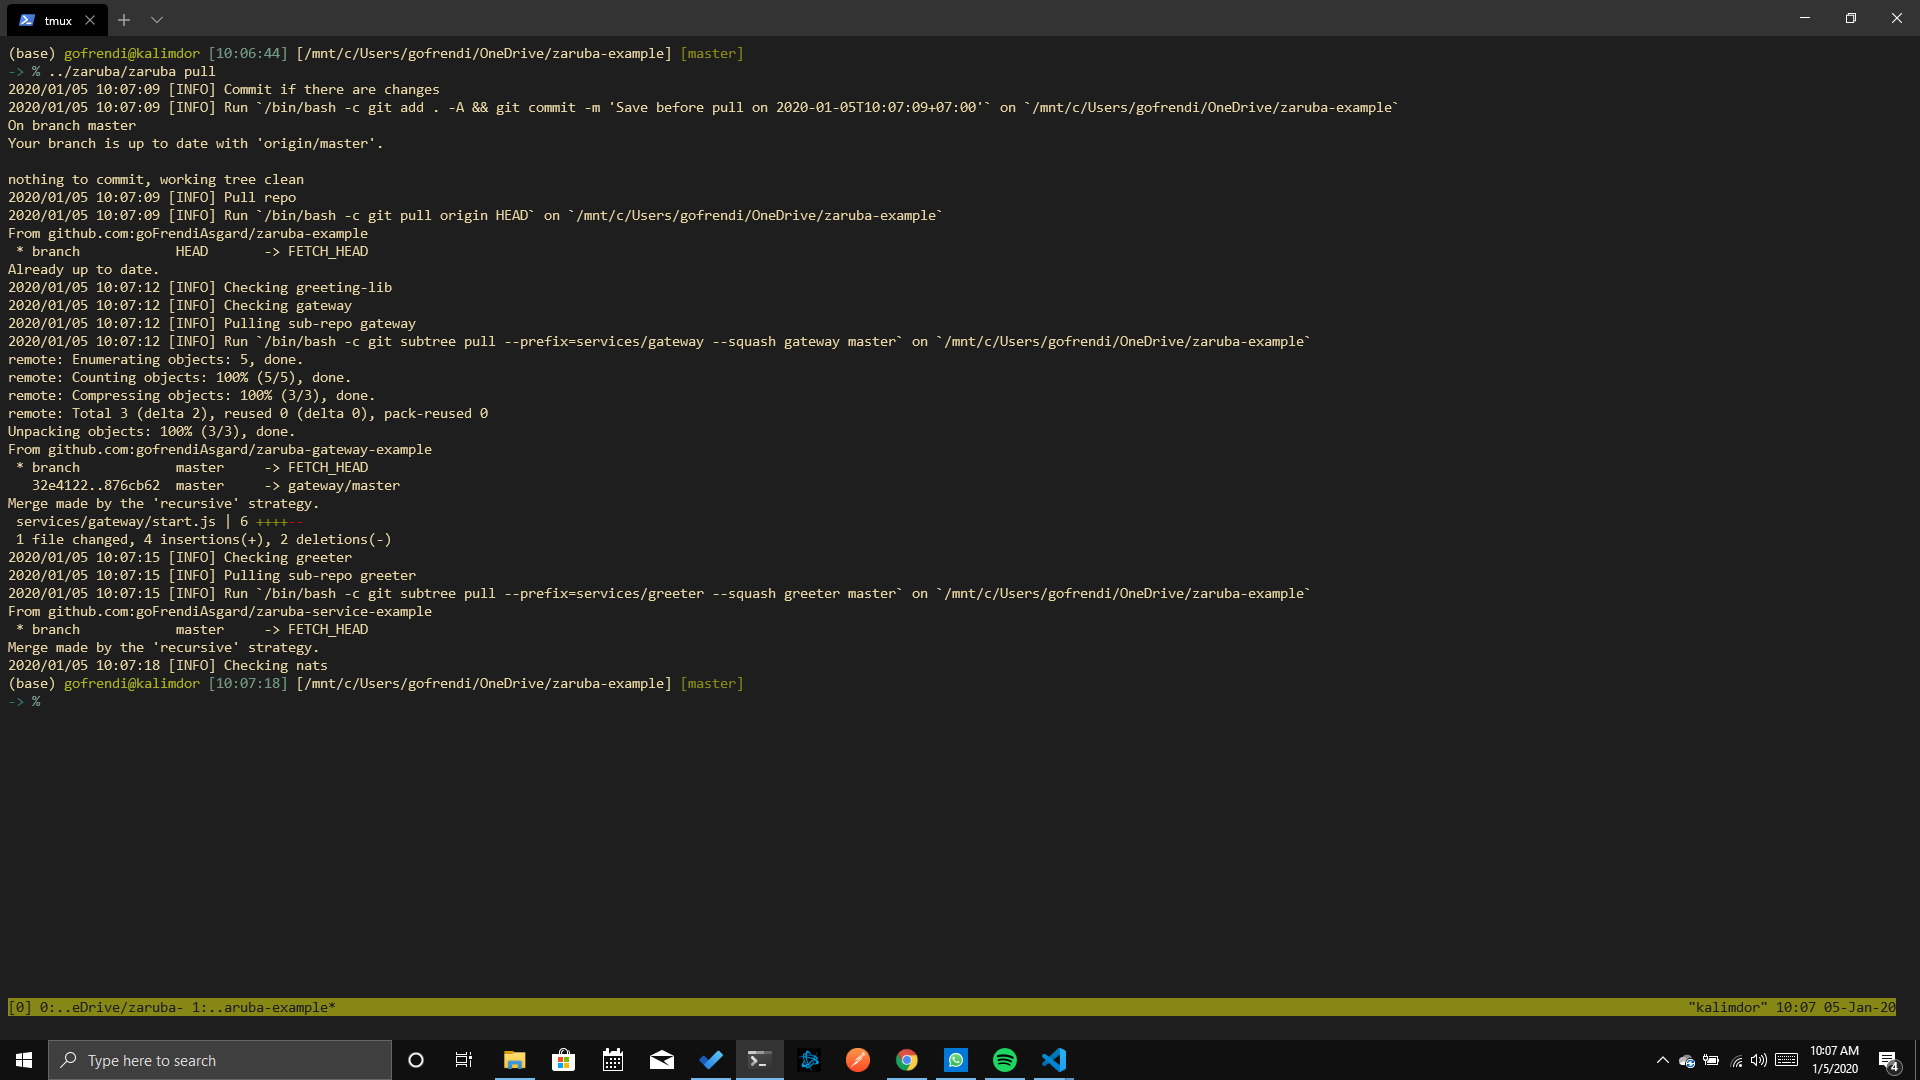 tmux
(base) gofrendi@kalimdor [10:06:44] [/mnt/c/Users/gofrendi/OneDrive/zaruba-example] [master]
-> % ../zaruba/zaruba pull
2020/01/05 10:07:09 [INFO] Commit if there are changes
2020/01/05 10:07:09 [INFO] Run `/bin/bash -c git add . -A && git commit -m 'Save before pull on 2020-01-05T10:07:09+07:00'` on `/mnt/c/Users/gofrendi/OneDrive/zaruba-example`
On branch master
Your branch is up to date with 'origin/master'.
nothing to commit, working tree clean
2020/01/05 10:07:09 [INFO] Pull repo
2020/01/05 10:07:09 [INFO] Run `/bin/bash -c git pull origin HEAD` on `/mnt/c/Users/gofrendi/OneDrive/zaruba-example`
From github.com:goFrendiAsgard/zaruba-example
 * branch            HEAD       -> FETCH_HEAD
Already up to date.
2020/01/05 10:07:12 [INFO] Checking greeting-lib
2020/01/05 10:07:12 [INFO] Checking gateway
2020/01/05 10:07:12 [INFO] Pulling sub-repo gateway
2020/01/05 10:07:12 [INFO] Run `/bin/bash -c git subtree pull --prefix=services/gateway --squash gateway master` on `/mnt/c/Users/gofrendi/OneDrive/zaruba-example`
remote: Enumerating objects: 5, done.
remote: Counting objects: 100% (5/5), done.
remote: Compressing objects: 100% (3/3), done.
remote: Total 3 (delta 2), reused 0 (delta 0), pack-reused 0
Unpacking objects: 100% (3/3), done.
From github.com:gofrendiAsgard/zaruba-gateway-example
 * branch            master     -> FETCH_HEAD
   32e4122..876cb62  master     -> gateway/master
Merge made by the 'recursive' strategy.
 services/gateway/start.js | 6 ++++--
 1 file changed, 4 insertions(+), 2 deletions(-)
2020/01/05 10:07:15 [INFO] Checking greeter
2020/01/05 10:07:15 [INFO] Pulling sub-repo greeter
2020/01/05 10:07:15 [INFO] Run `/bin/bash -c git subtree pull --prefix=services/greeter --squash greeter master` on `/mnt/c/Users/gofrendi/OneDrive/zaruba-example`
From github.com:goFrendiAsgard/zaruba-service-example
 * branch            master     -> FETCH_HEAD
Merge made by the 'recursive' strategy.
2020/01/05 10:07:18 [INFO] Checking nats
(base) gofrendi@kalimdor [10:07:18] [/mnt/c/Users/gofrendi/OneDrive/zaruba-example] [master]
-> %
[0] 0:..eDrive/zaruba- 1:..aruba-example* "kalimdor" 10:07 05-Jan-20
Type here to search
10:07 AM
1/5/2020
4